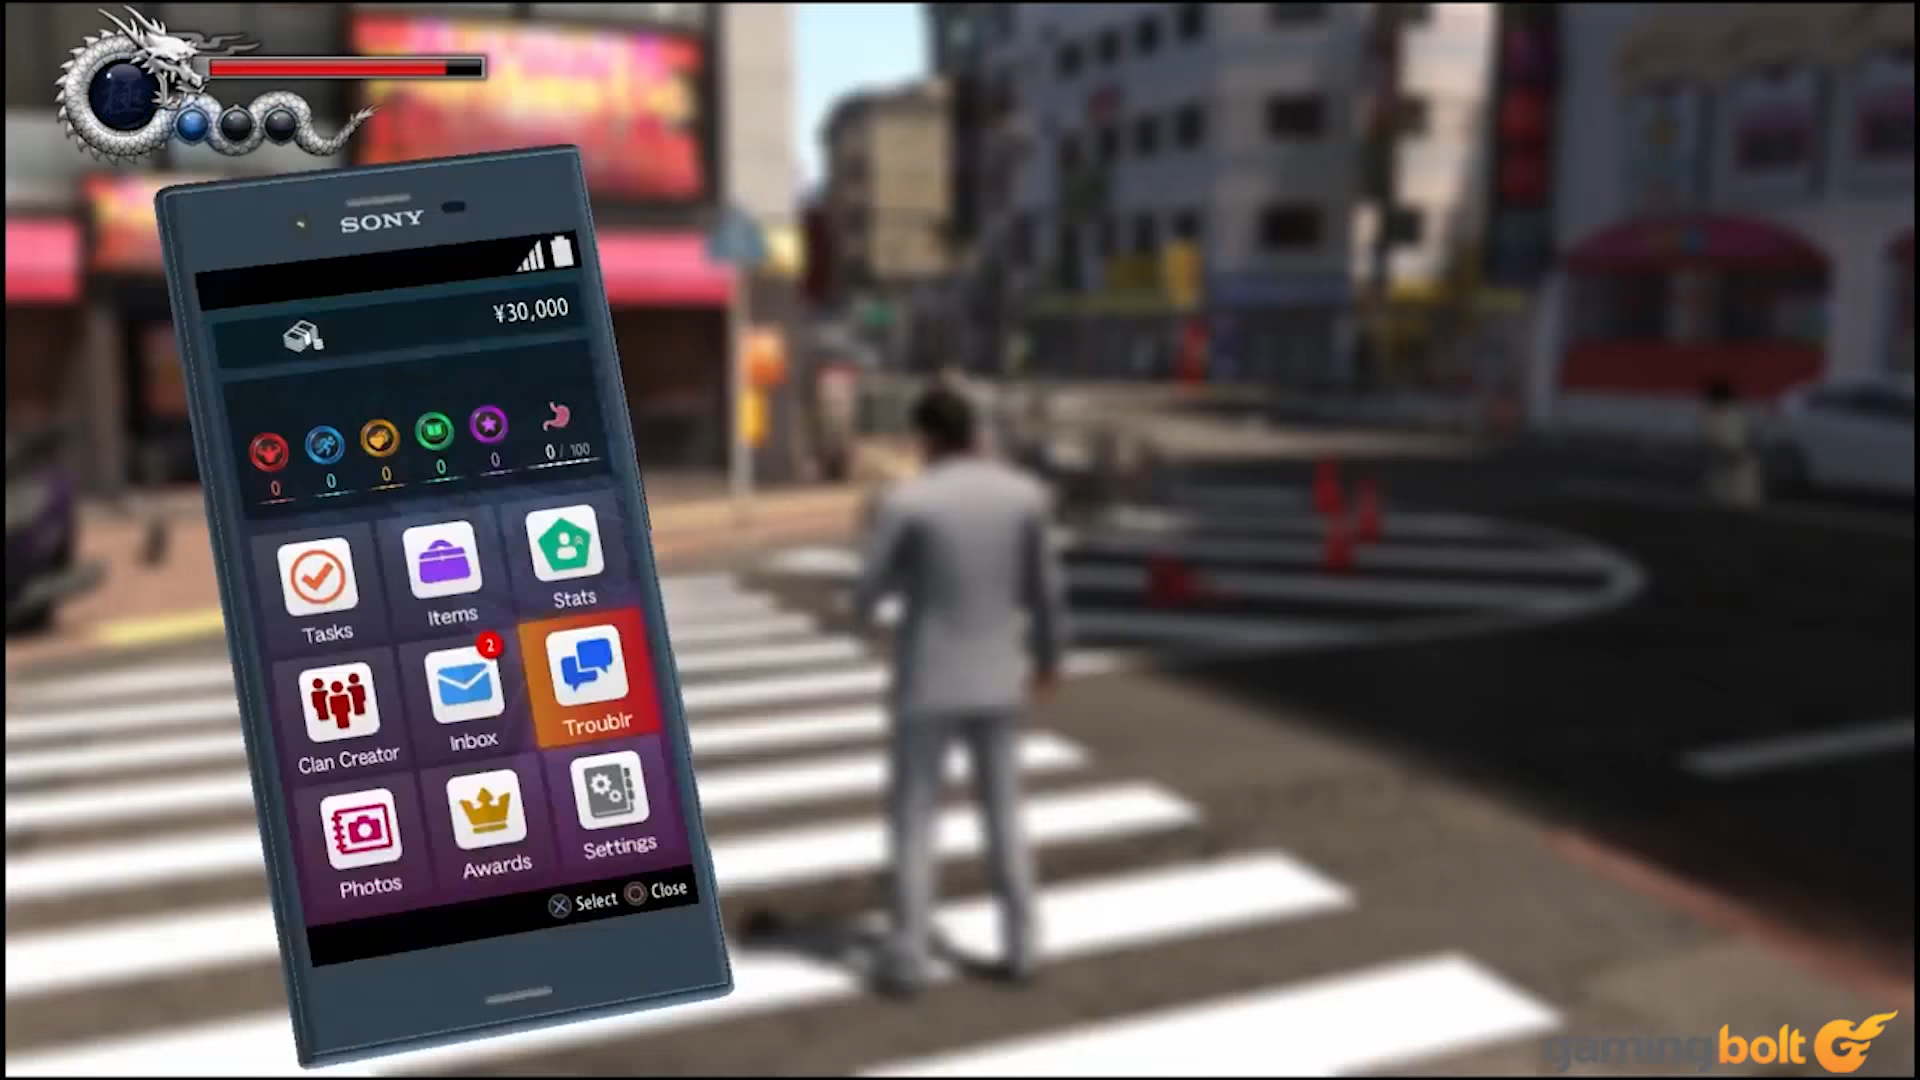 SONY
¥30,000
0
0
0
0
0
0 / 100
Tasks
Items
Stats
2
Clan Creator
Inbox
Troublr
Photos
Awards
Settings
Select
Close
gamingbolt